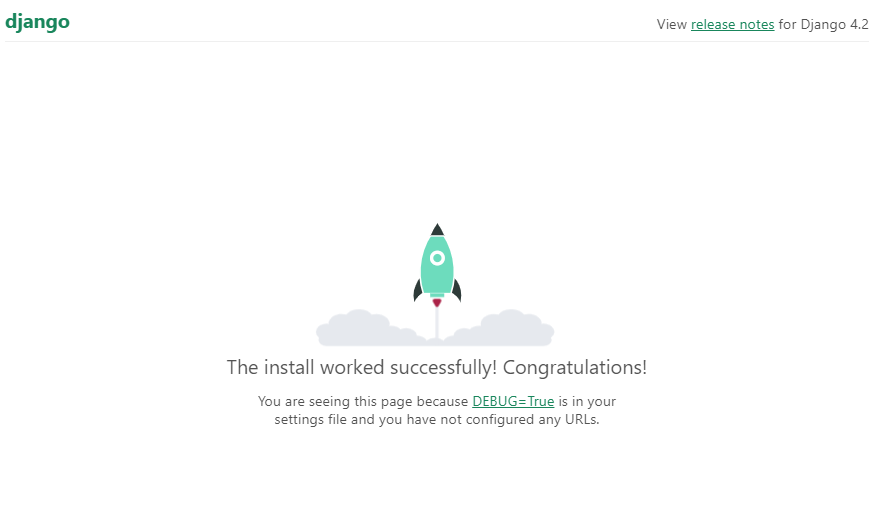 django
View release notes for Django 4.2
The install worked successfully! Congratulations!
You are seeing this page because DEBUG=True is in your
settings file and you have not configured any URLs.